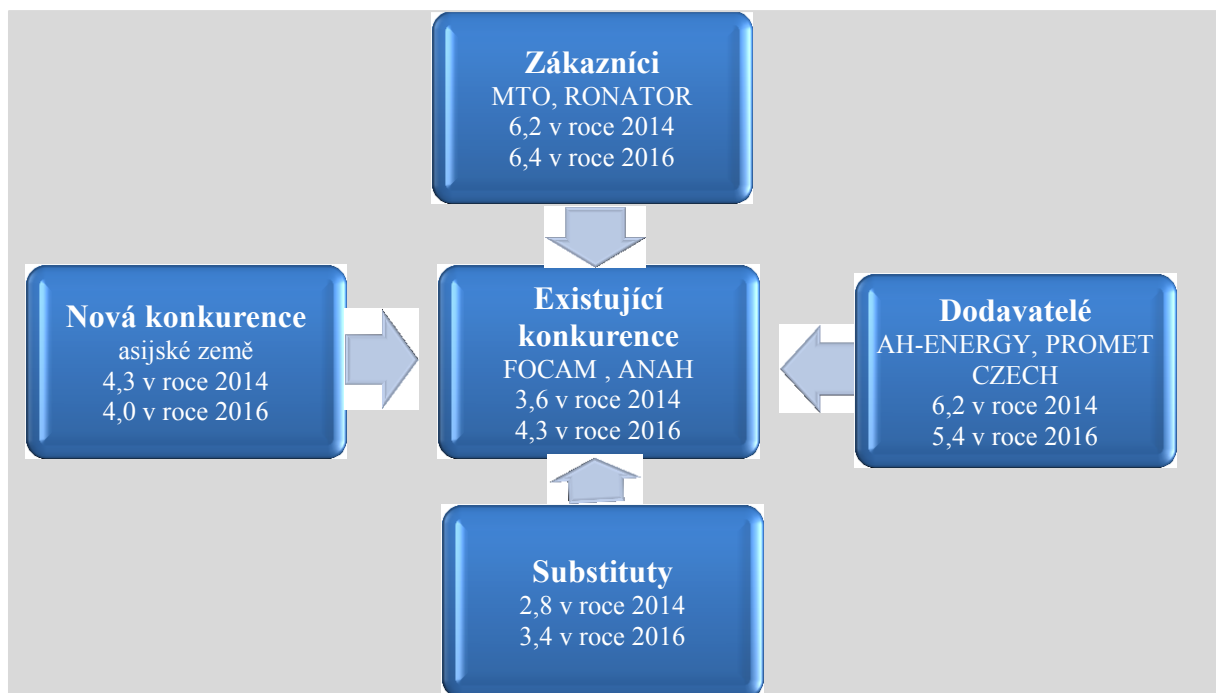 Zákazníci
MTO, RONATOR
6,2 v roce 2014
6,4 v roce 2016
Nová konkurence
asijské země
4,3 v roce 2014
4,0 v roce 2016
Existující
konkurence
FOCAM , ANAH
3,6 v roce 2014
4,3 v roce 2016
Dodavatelé
AH-ENERGY, PROMET
CZECH
6,2 v roce 2014
5,4 v roce 2016
Substituty
2,8 v roce 2014
3,4 v roce 2016